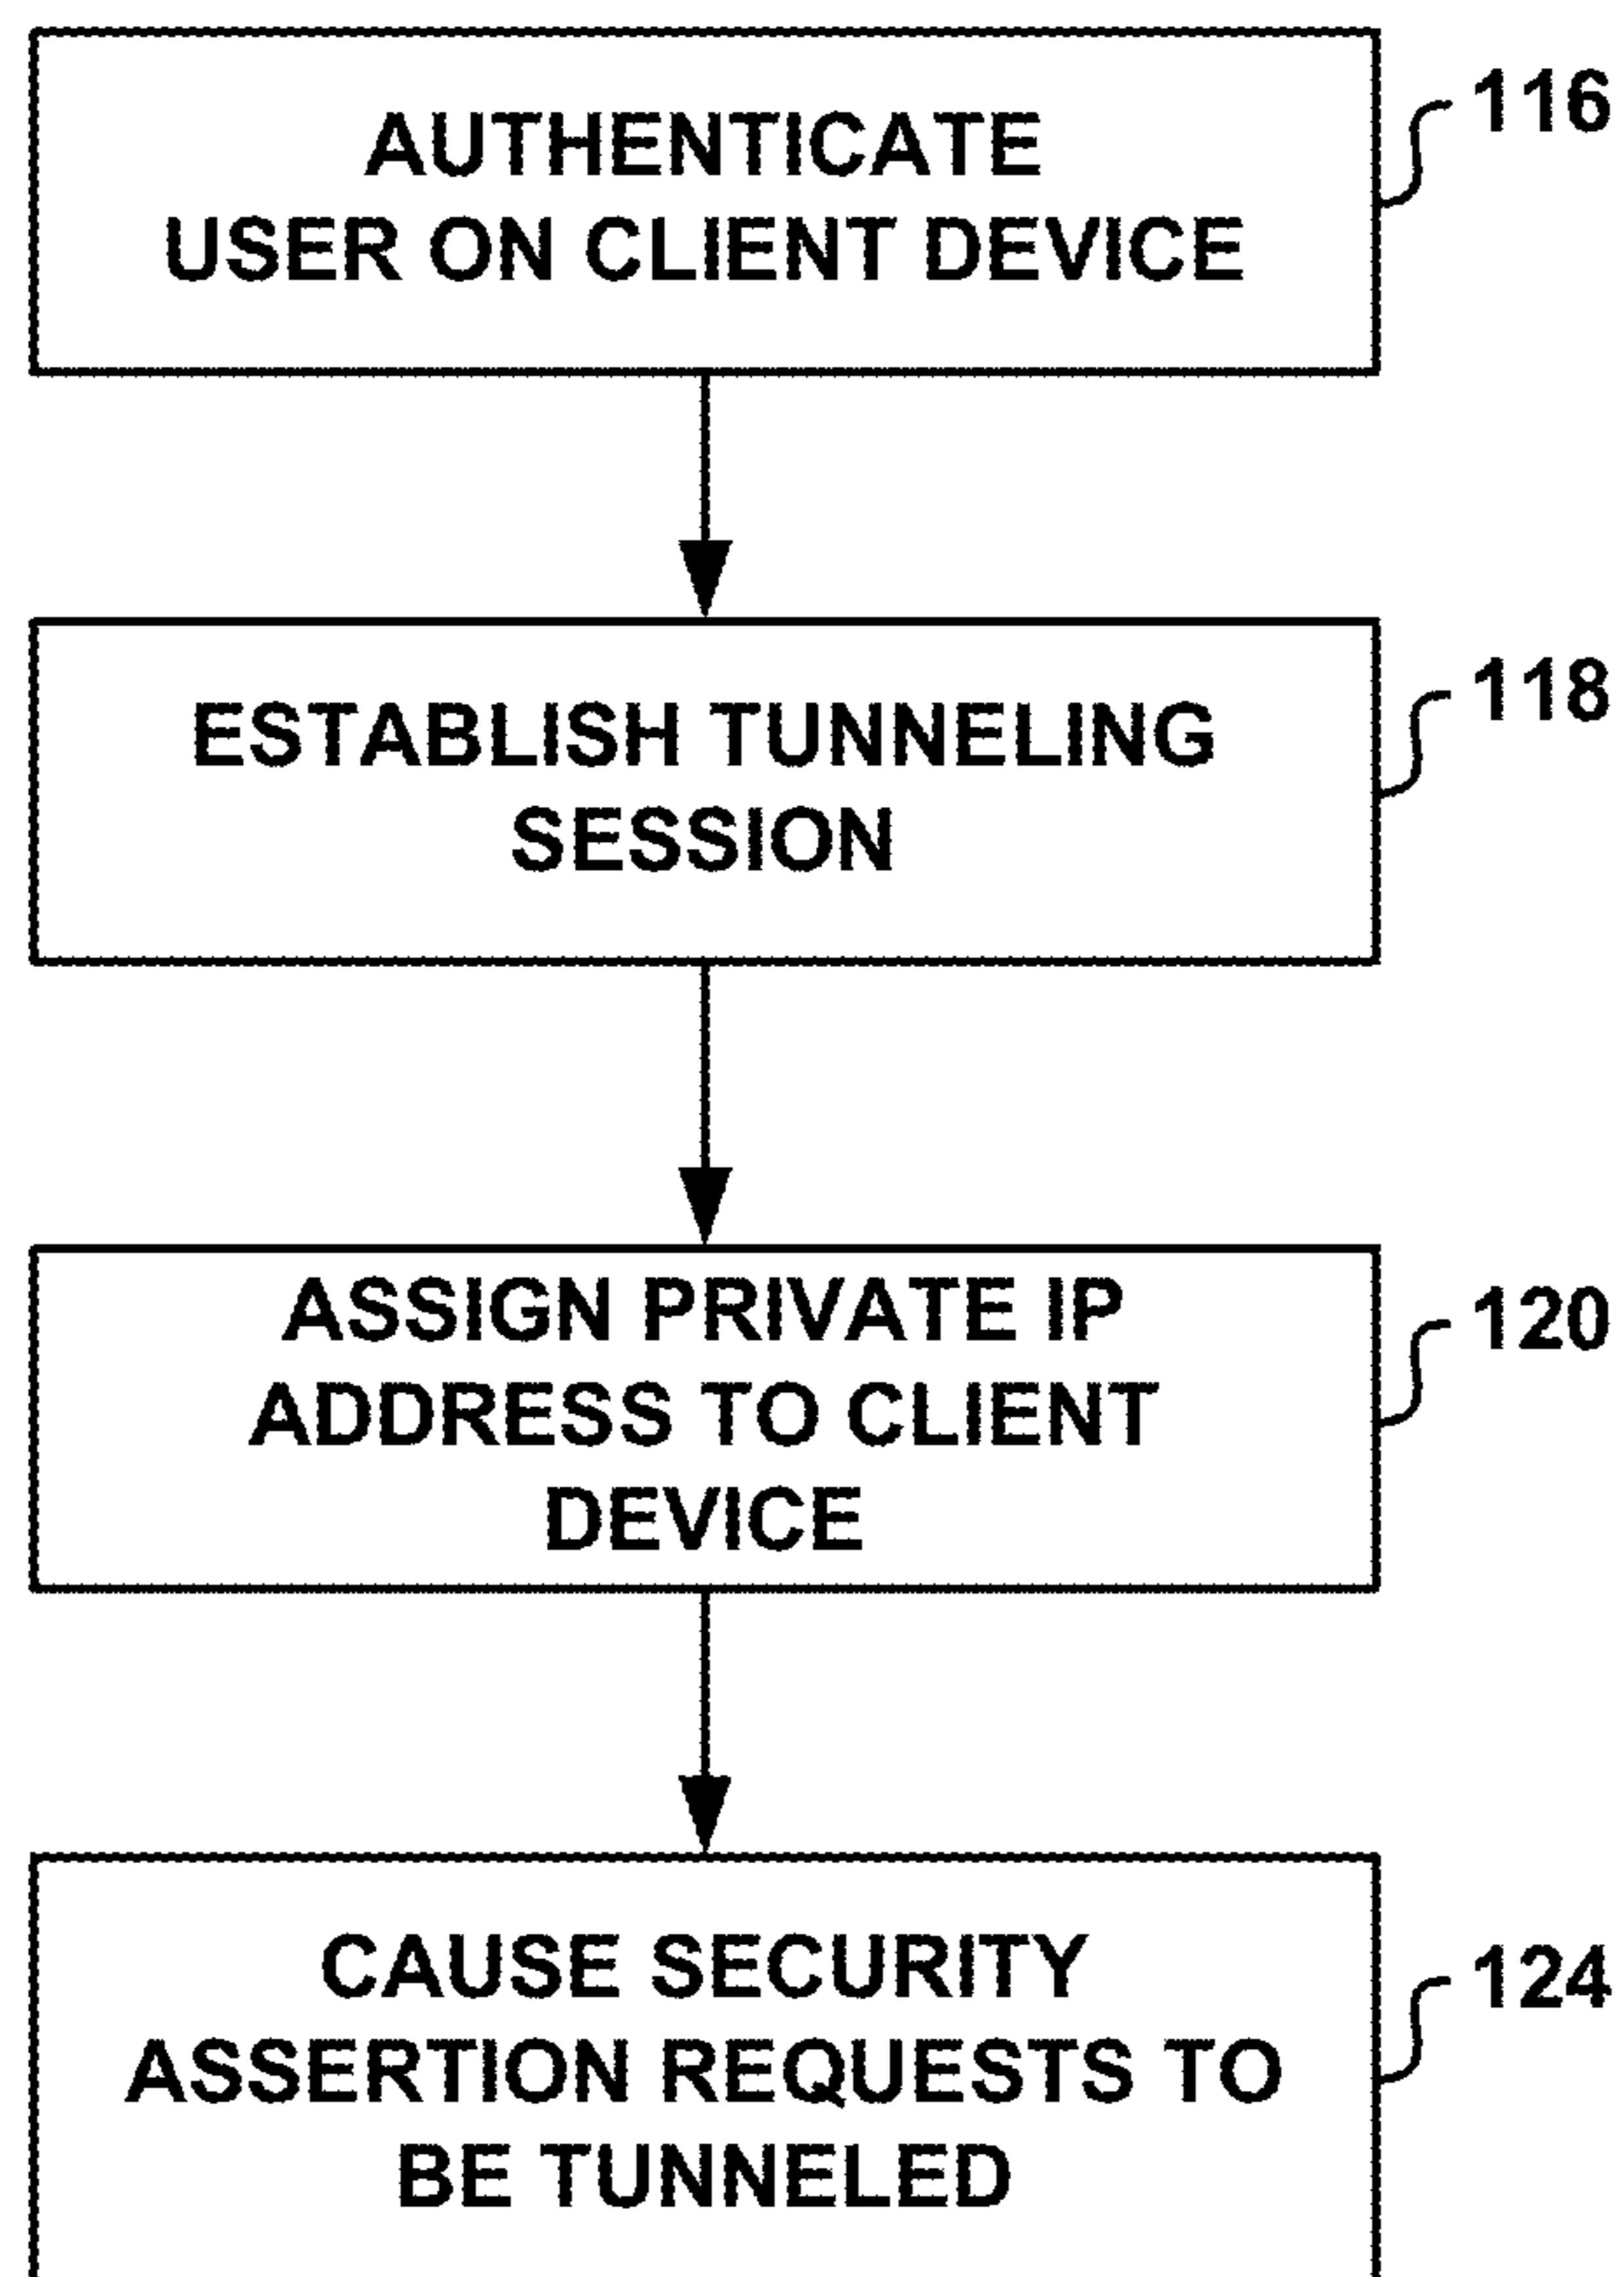 AUTHENTICATE
USER ON CLIENT DEVICE
116
ESTABLISH TUNNELING
SESSION
118
ASSIGN PRIVATE IP
ADDRESS TO CLIENT
DEVICE
120
CAUSE SECURITY
ASSERTION REQUESTS TO
BE TUNNELED
124